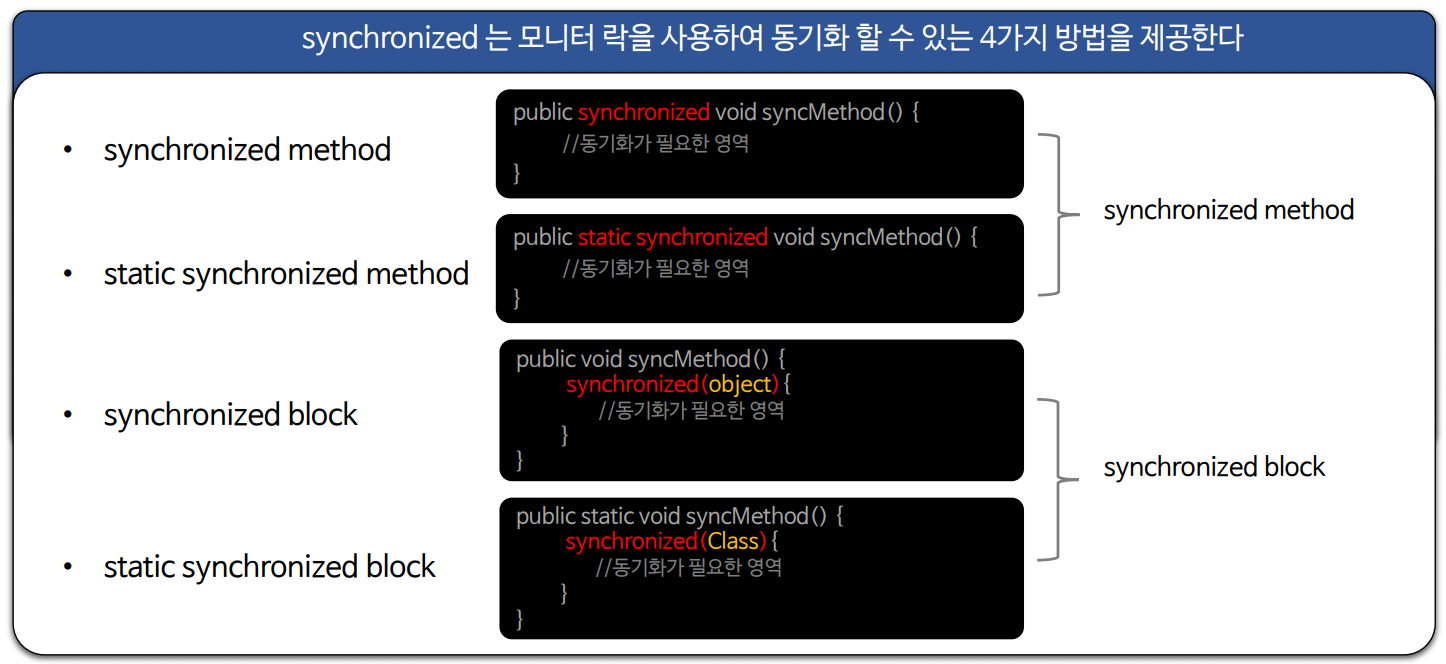 synchronized 는 모니터 락을 사용하여 동기화 할 수 있는 4가지 방법을 제공한다
• synchronized method
public synchronized void syncMethod() {
//동기화가 필요한 영역
}
• static synchronized method
public static synchronized void syncMethod() {
//동기화가 필요한 영역
}
synchronized method
• synchronized block
public void syncMethod() {
synchronized(object){
//동기화가 필요한 영역
}
}
• static synchronized block
public static void syncMethod() {
synchronized(Class){
//동기화가 필요한 영역
}
}
synchronized block